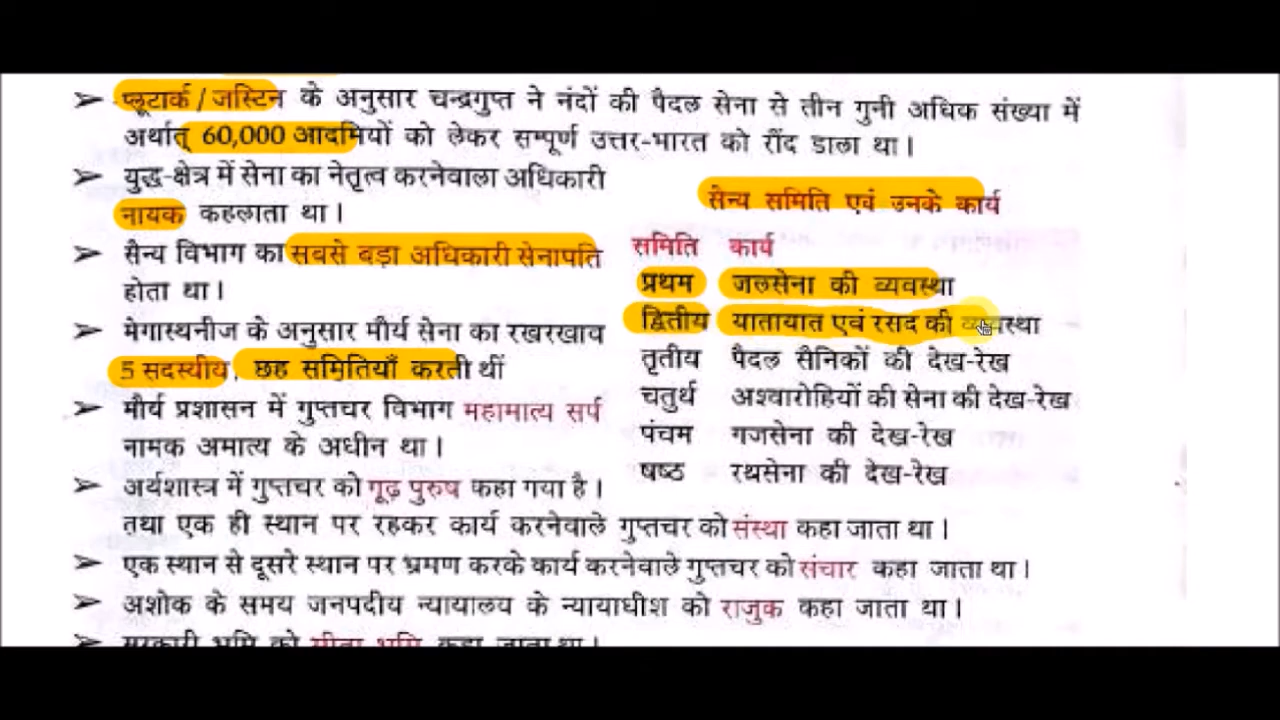 ➢ प्लूटार्क / जस्टिन के अनुसार चन्द्रगुप्त ने नंदों की पैदल सेना से तीन गुनी अधिक संख्या में
अर्थात् 60,000 आदमियों को लेकर सम्पूर्ण उत्तर-भारत को रौंद डाला था।
➢ युद्ध-क्षेत्र में सेना का नेतृत्व करनेवाला अधिकारी
नायक कहलाता था।
➢ सैन्य विभाग का सबसे बड़ा अधिकारी सेनापति
होता था।
➢ मेगास्थनीज के अनुसार मौर्य सेना का रखरखाव
5 सदस्यीय, छह समितियाँ करती थीं
➢ मौर्य प्रशासन में गुप्तचर विभाग महामात्य सर्प
नामक अमात्य के अधीन था।
➢ अर्थशास्त्र में गुप्तचर को गूढ़ पुरुष कहा गया है।
सैन्य समिति एवं उनके कार्य
समिति कार्य
प्रथम जलसेना की व्यवस्था
द्वितीय यातायात एवं रसद की व्यवस्था
तृतीय पैदल सैनिकों की देख-रेख
चतुर्थ अश्वारोहियों की सेना की देख-रेख
पंचम गजसेना की देख-रेख
षष्ठ रथसेना की देख-रेख
तथा एक ही स्थान पर रहकर कार्य करनेवाले गुप्तचर को संस्था कहा जाता था।
➢ एक स्थान से दूसरे स्थान पर भ्रमण करके कार्य करनेवाले गुप्तचर को संचार कहा जाता था।
➢ अशोक के समय जनपदीय न्यायालय के न्यायाधीश को राजुक कहा जाता था।
➢ सरकारी भूमि को सीता भूमि कहा जाता था।